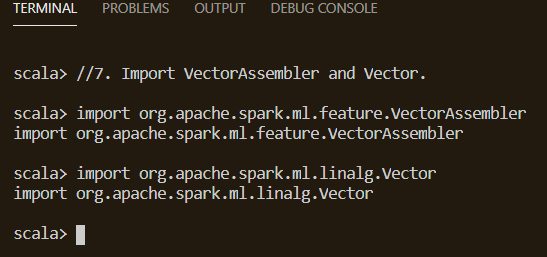 TERMINAL PROBLEMS OUTPUT DEBUG CONSOLE
scala> //7. Import VectorAssembler and Vector.
scala> import org.apache.spark.ml.feature.VectorAssembler
import org.apache.spark.ml.feature.VectorAssembler
scala> import org.apache.spark.ml.linalg.Vector
import org.apache.spark.ml.linalg.Vector
scala>